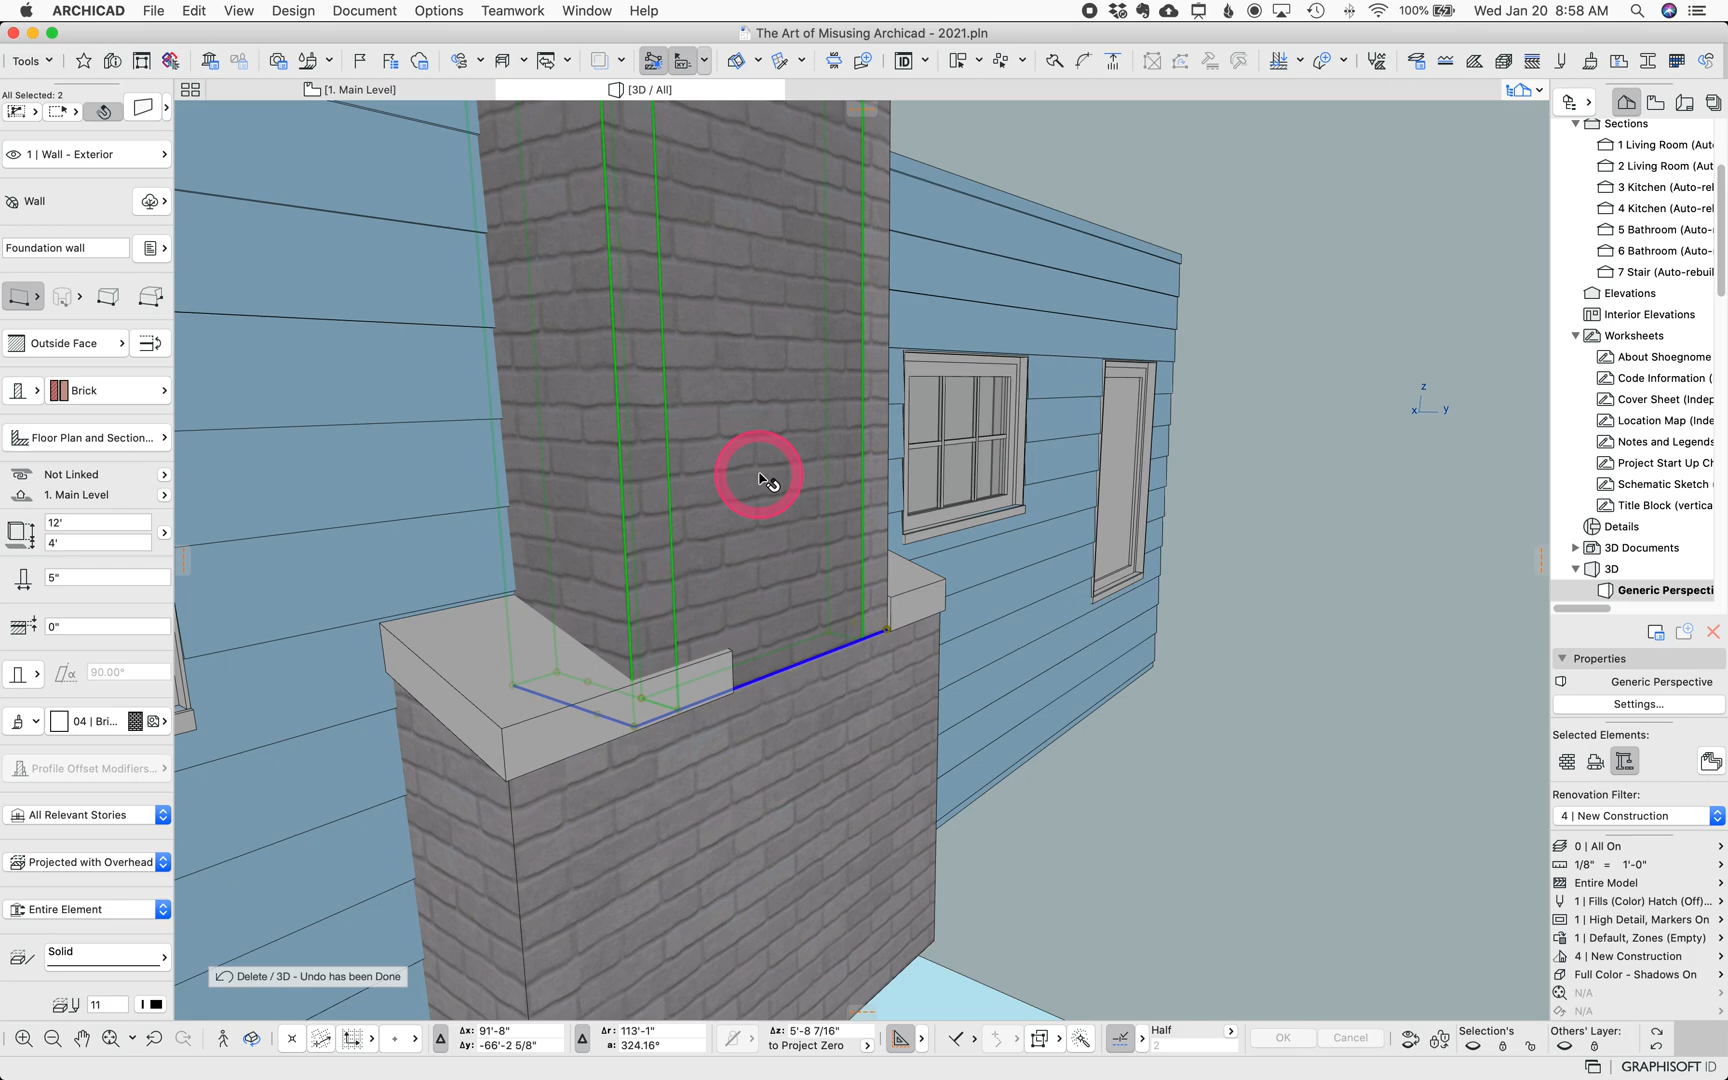 ARCHICAD File Edit View Design Document Options Teamwork Window Help
100% Wed Jan 20 8:58 AM
The Art of Misusing Archicad - 2021.pln
Tools
All Selected: 2
[1. Main Level]
[3D / All]
1 | Wall - Exterior
Wall
Foundation wall
Outside Face
Brick
Floor Plan and Section...
Not Linked
1. Main Level
12'
4'
5"
0"
90.00°
04 | Bri...
Profile Offset Modifiers...
All Relevant Stories
Projected with Overhead
Entire Element
Solid
11
z
x
y
Delete / 3D - Undo has been Done
Sections
1 Living Room (Aut
2 Living Room (Aut
3 Kitchen (Auto-rel
4 Kitchen (Auto-rel
5 Bathroom (Auto-
6 Bathroom (Auto-
7 Stair (Auto-rebuil
Elevations
Interior Elevations
Worksheets
About Shoegnome
Code Information (
Cover Sheet (Indep
Location Map (Inde
Notes and Legends
Project Start Up Ch
Schematic Sketch
Title Block (vertica
Details
3D Documents
3D
Generic Perspecti
Properties
Generic Perspective
Settings...
Selected Elements:
Renovation Filter:
4 | New Construction
0 | All On
1/8" = 1'-0"
Entire Model
1 | Fills (Color) Hatch (Off)...
1 | High Detail, Markers On
1 | Default, Zones (Empty)
4 | New Construction
Full Color - Shadows On
N/A
N/A
Δx: 91'-8"
Δy: -66'-2 5/8"
Δr: 113'-1"
a: 324.16°
Δz: 5'-8 7/16"
to Project Zero
Half
2
OK
Cancel
Selection's
Others' Layer:
GRAPHISOFT ID